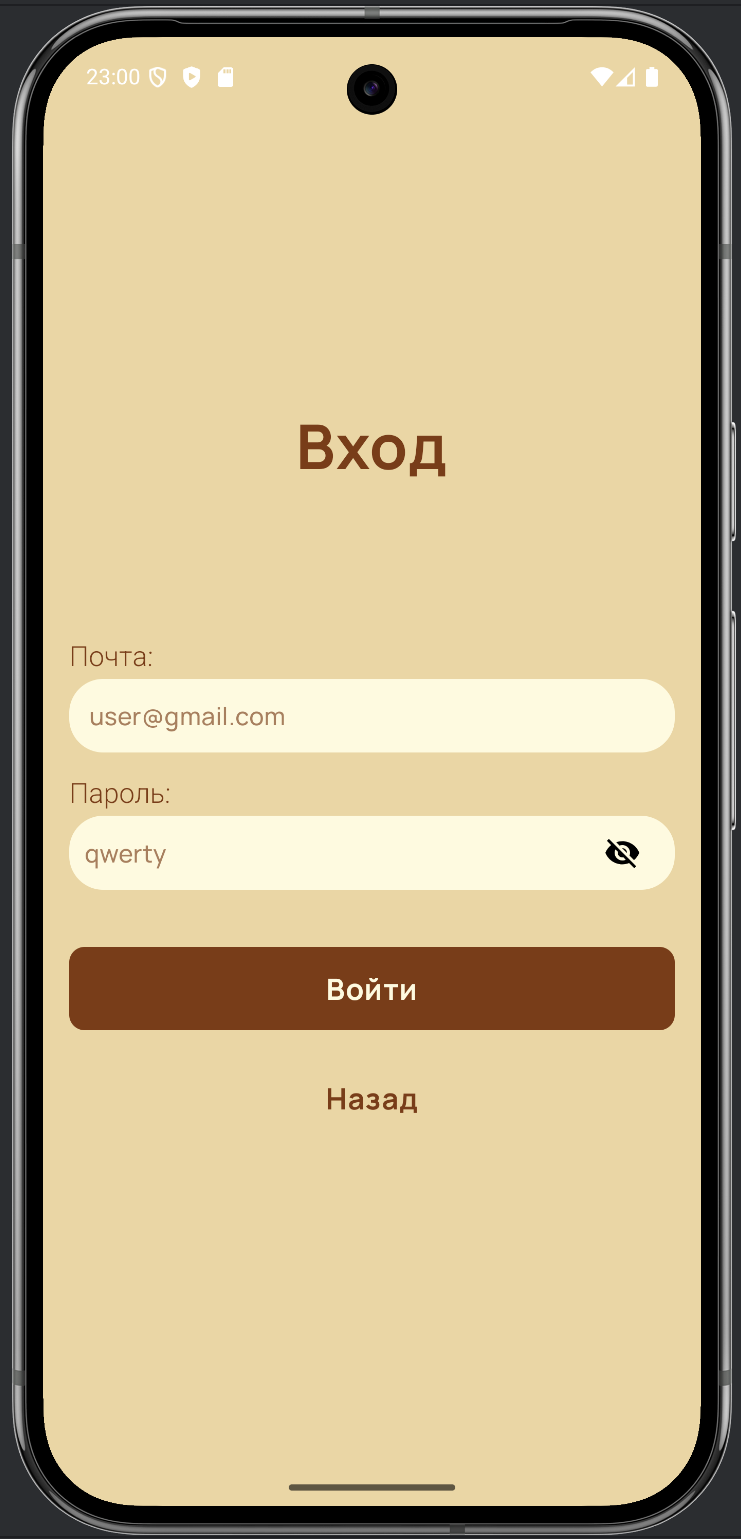 23:00
Вход
Почта:
user@gmail.com
Пароль:
qwerty
Войти
Назад